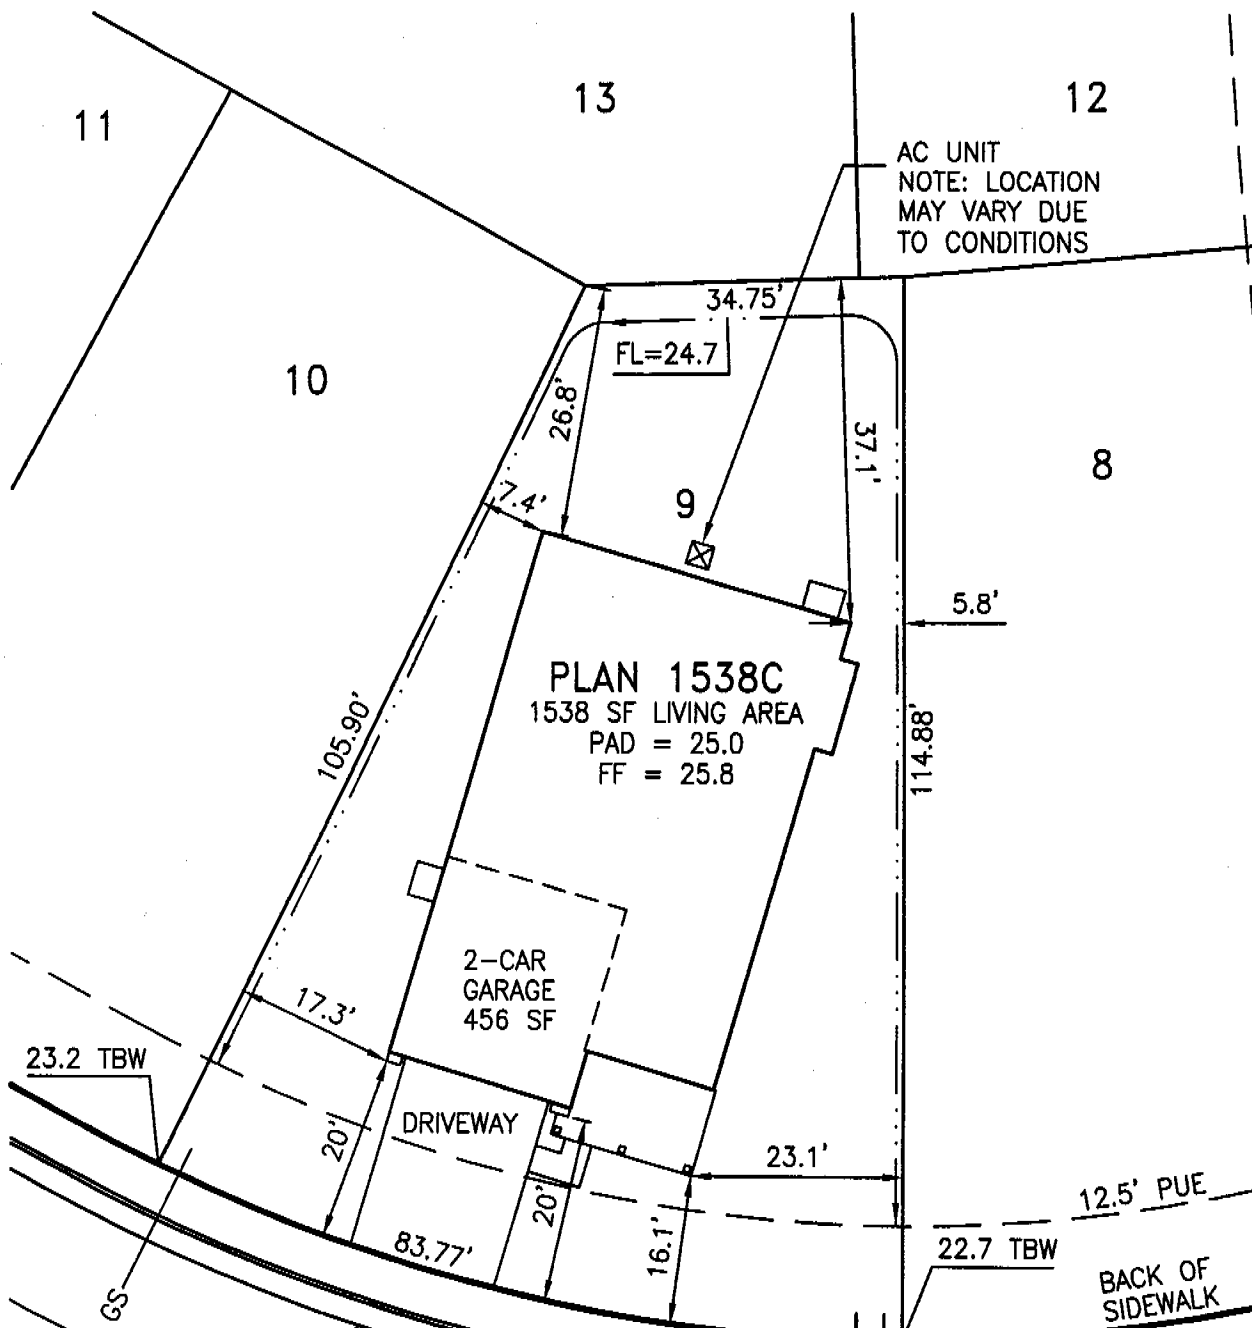 13
12
11
AC UNIT
NOTE: LOCATION
MAY VARY DUE
TO CONDITIONS
34.75'
FL=24.7
10
26.8'
37.1'
8
7.4'
9
5.8'
PLAN 1538C
1538 SF LIVING AREA
PAD = 25.0
FF = 25.8
105.90'
114.88'
2-CAR
GARAGE
456 SF
17.3'
23.2 TBW
DRIVEWAY
20'
23.1'
20'
12.5' PUE
16.1'
83.77'
22.7 TBW
GS
BACK OF
SIDEWALK